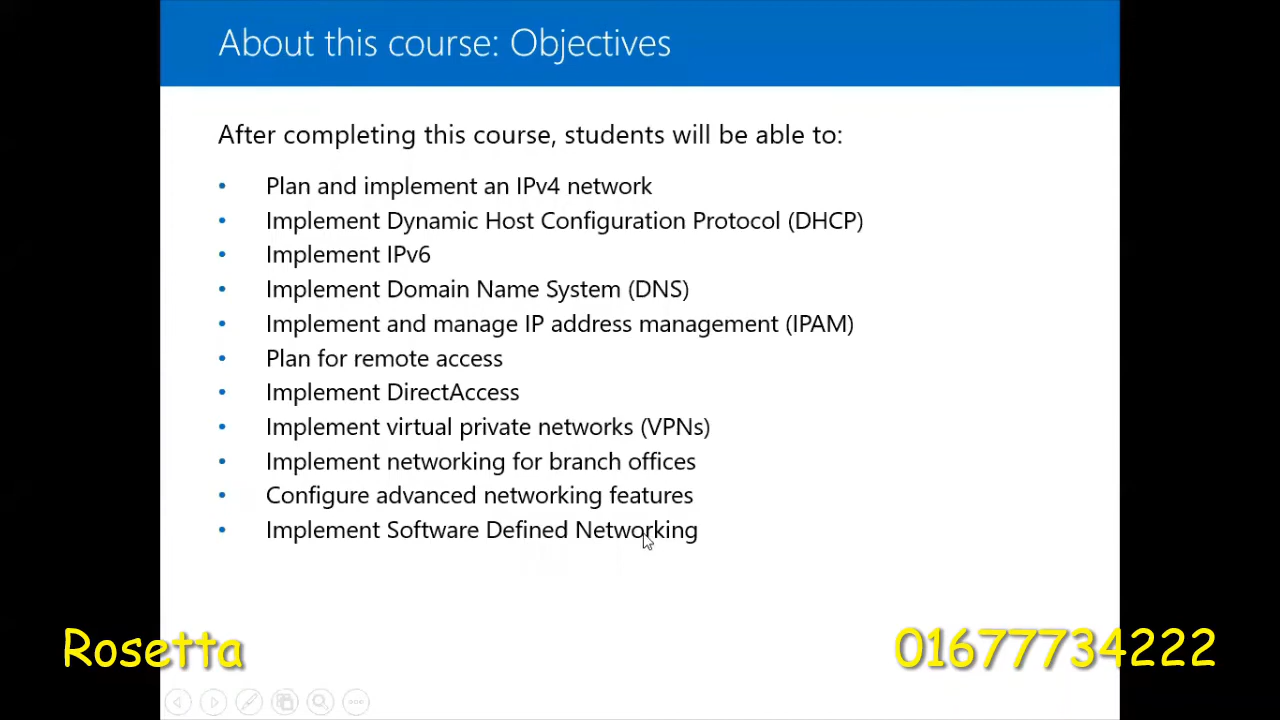 About this course: Objectives
After completing this course, students will be able to:
• Plan and implement an IPv4 network
• Implement Dynamic Host Configuration Protocol (DHCP)
• Implement IPv6
• Implement Domain Name System (DNS)
• Implement and manage IP address management (IPAM)
• Plan for remote access
• Implement DirectAccess
• Implement virtual private networks (VPNs)
• Implement networking for branch offices
• Configure advanced networking features
• Implement Software Defined Networking
Rosetta 01677734222